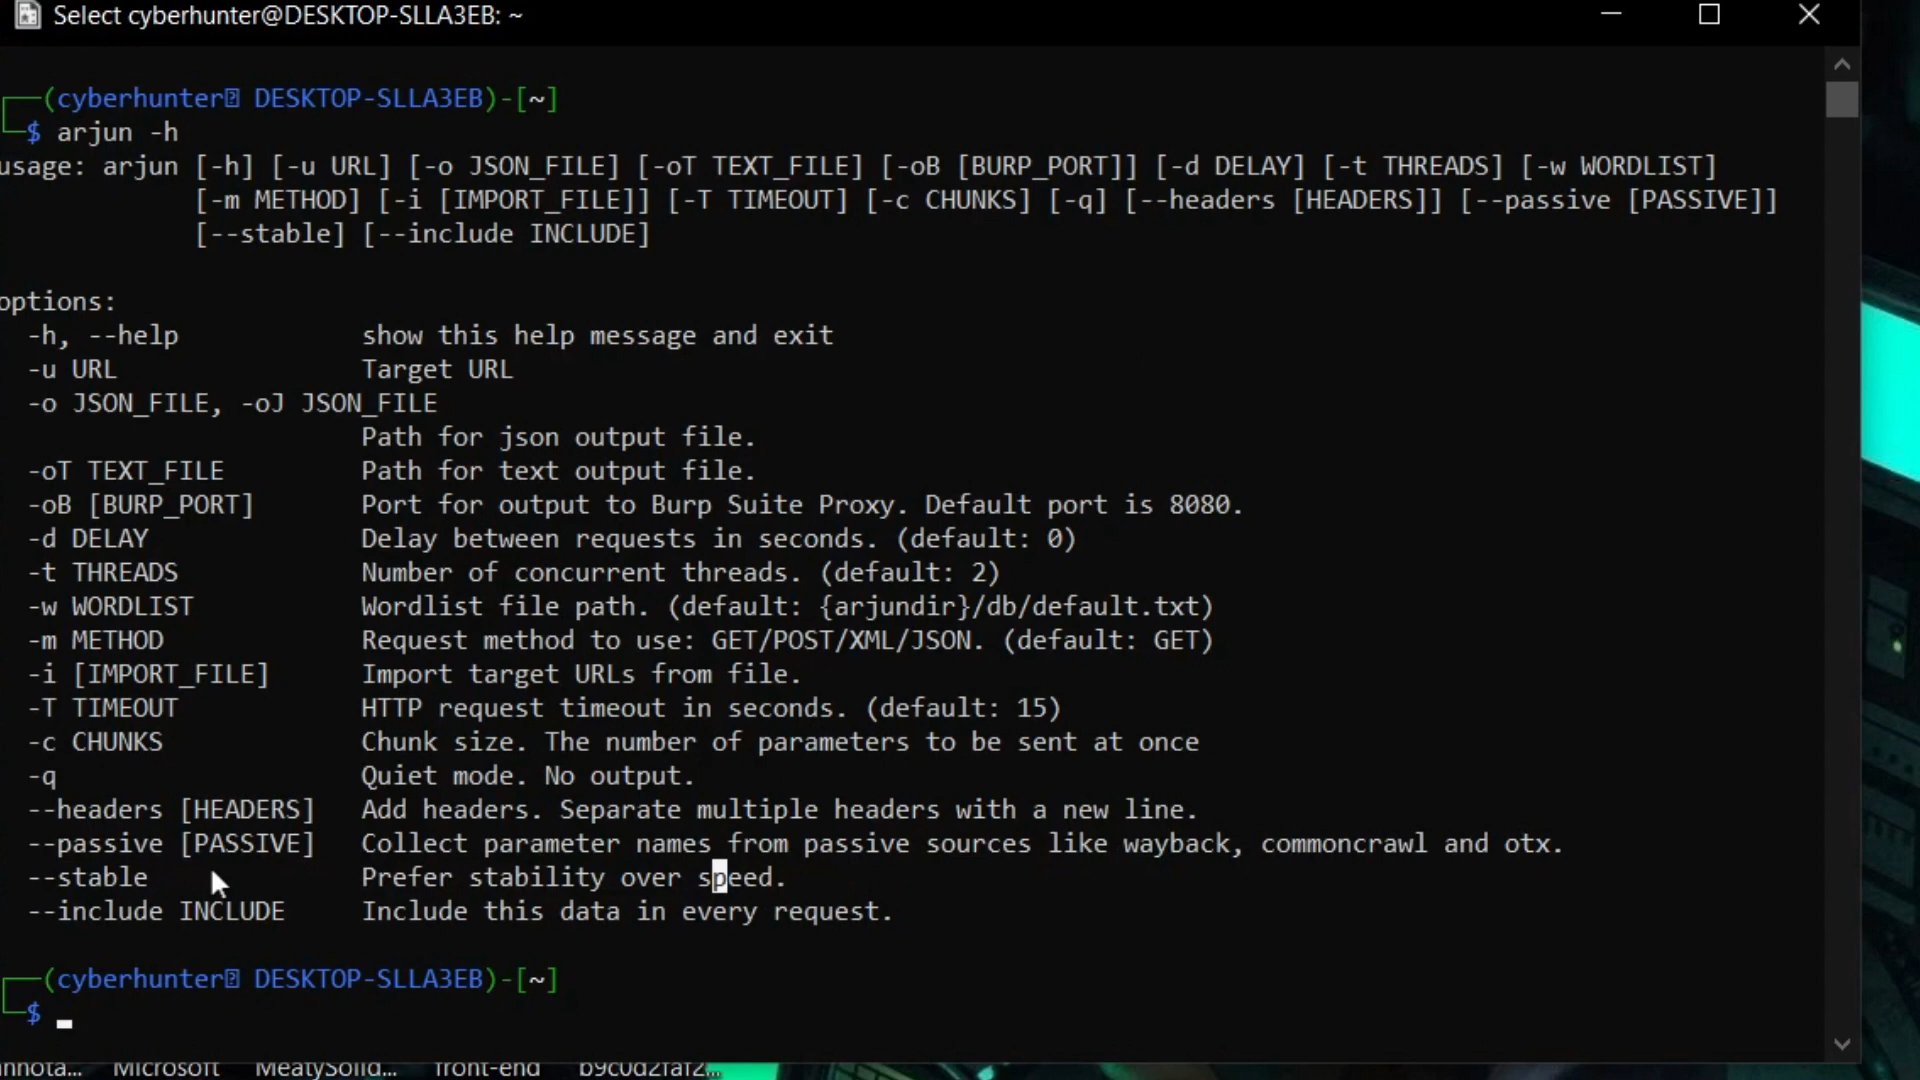 Select cyberhunter@DESKTOP-SLLA3EB: ~
(cyberhunter DESKTOP-SLLA3EB)-[~]
$ arjun -h
usage: arjun [-h] [-u URL] [-o JSON_FILE] [-oT TEXT_FILE] [-oB [BURP_PORT]] [-d DELAY] [-t THREADS] [-w WORDLIST]
[-m METHOD] [-i [IMPORT_FILE]] [-T TIMEOUT] [-c CHUNKS] [-q] [--headers [HEADERS]] [--passive [PASSIVE]]
[--stable] [--include INCLUDE]
options:
-h, --help show this help message and exit
-u URL Target URL
-o JSON_FILE, -oJ JSON_FILE
Path for json output file.
-oT TEXT_FILE Path for text output file.
-oB [BURP_PORT] Port for output to Burp Suite Proxy. Default port is 8080.
-d DELAY Delay between requests in seconds. (default: 0)
-t THREADS Number of concurrent threads. (default: 2)
-w WORDLIST Wordlist file path. (default: {arjundir}/db/default.txt)
-m METHOD Request method to use: GET/POST/XML/JSON. (default: GET)
-i [IMPORT_FILE] Import target URLs from file.
-T TIMEOUT HTTP request timeout in seconds. (default: 15)
-c CHUNKS Chunk size. The number of parameters to be sent at once
-q Quiet mode. No output.
--headers [HEADERS] Add headers. Separate multiple headers with a new line.
--passive [PASSIVE] Collect parameter names from passive sources like wayback, commoncrawl and otx.
--stable Prefer stability over speed.
--include INCLUDE Include this data in every request.
(cyberhunter DESKTOP-SLLA3EB)-[~]
$
Microsoft MeatySolid... front-end